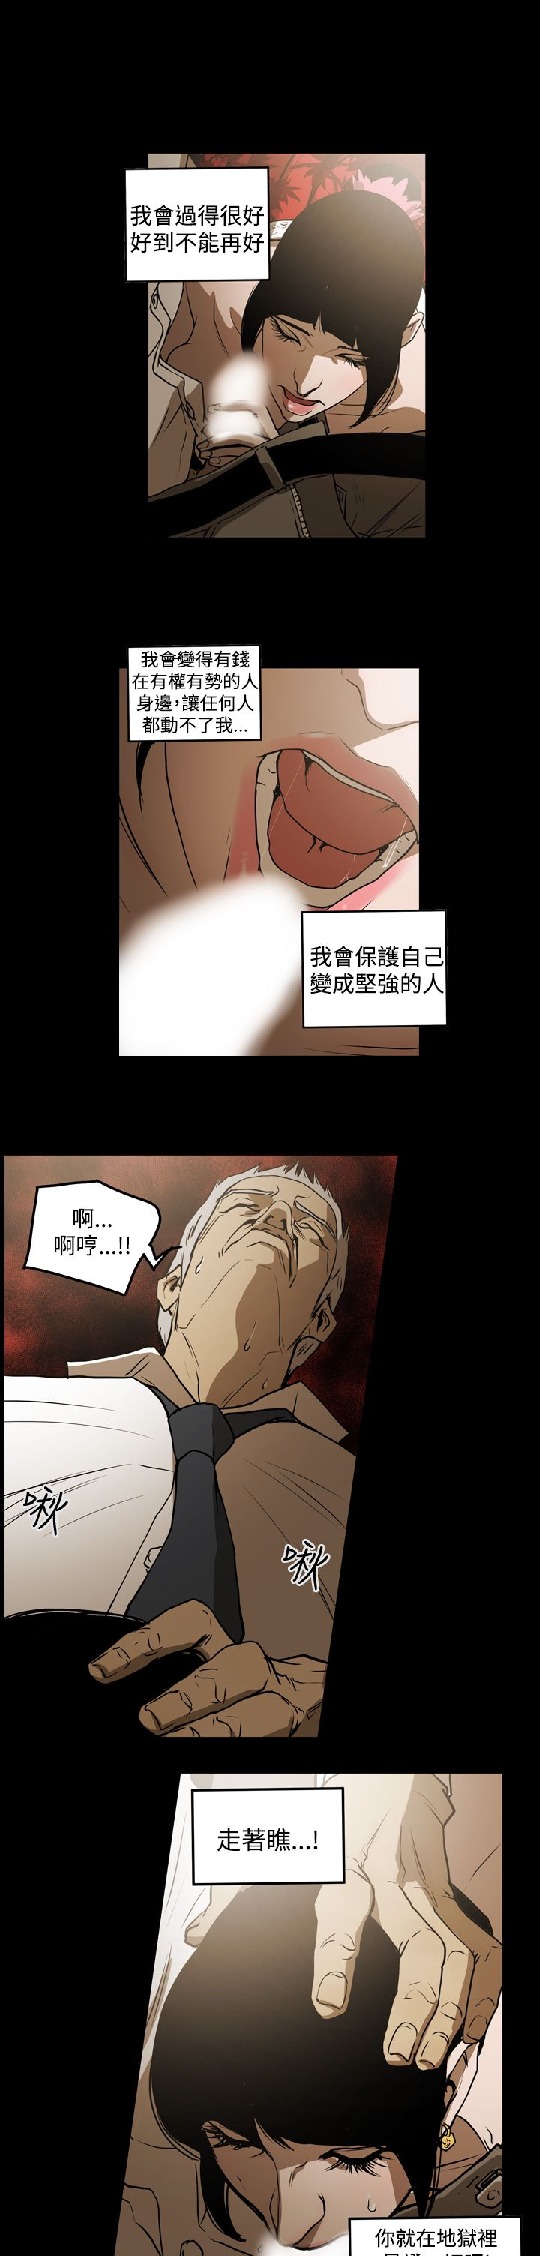 我會過得很好
好到不能再好
我會變得有錢
在有權有勢的人
身邊，讓任何人
都動不了我...
我會保護自己
變成堅強的人
啊...
啊哼...!!
啾
啾
走著瞧...!
你就在地獄裡